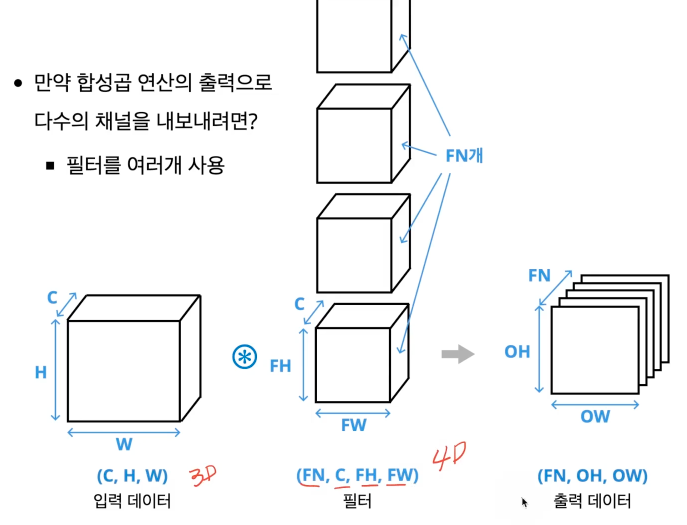 • 만약 합성곱 연산의 출력으로
다수의 채널을 내보내려면?
▪ 필터를 여러개 사용
FN개
C
H
W
C
FH
FW
FN
OH
OW
(C, H, W) 3D
입력 데이터
(FN, C, FH, FW) 4D
필터
(FN, OH, OW)
출력 데이터